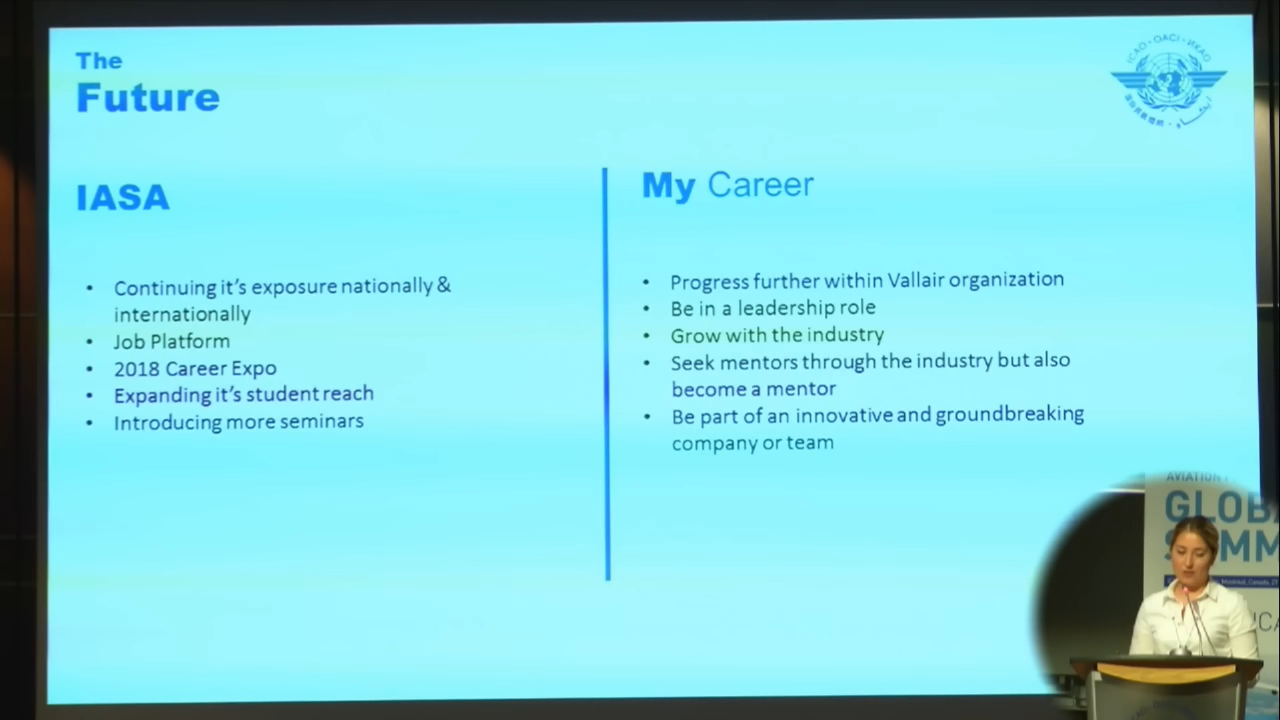 The
Future
ICAO · OACI · ИКАО
IASA
• Continuing it's exposure nationally &
internationally
• Job Platform
• 2018 Career Expo
• Expanding it's student reach
• Introducing more seminars
My Career
• Progress further within Vallair organization
• Be in a leadership role
• Grow with the industry
• Seek mentors through the industry but also
become a mentor
• Be part of an innovative and groundbreaking
company or team
AVIATION
GLOB
SUMM
Montreal, Canada, 27